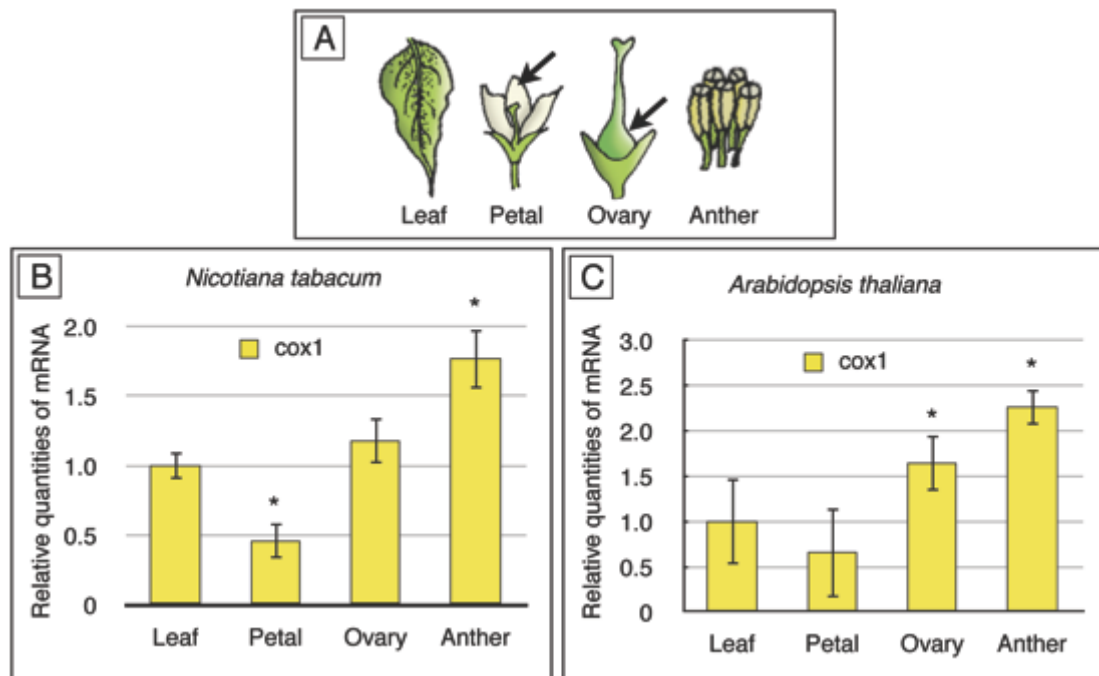 A
Leaf Petal Ovary Anther
B
Nicotiana tabacum
Relative quantities of mRNA
2.0
1.5
1.0
0.5
0
cox1
*
*
Leaf Petal Ovary Anther
C
Arabidopsis thaliana
Relative quantities of mRNA
3.0
2.5
2.0
1.5
1.0
0.5
0
cox1
*
*
Leaf Petal Ovary Anther